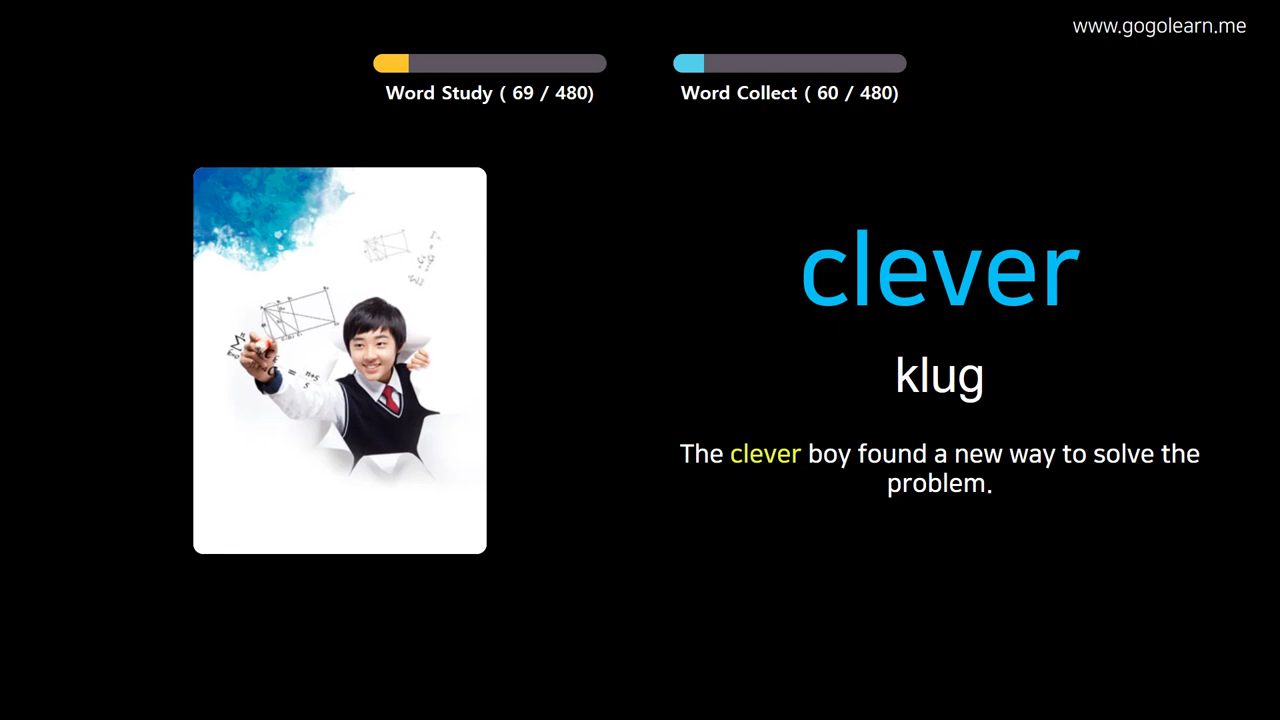 www.gogolearn.me
Word Study ( 69 / 480)
Word Collect ( 60 / 480)
clever
klug
The clever boy found a new way to solve the
problem.